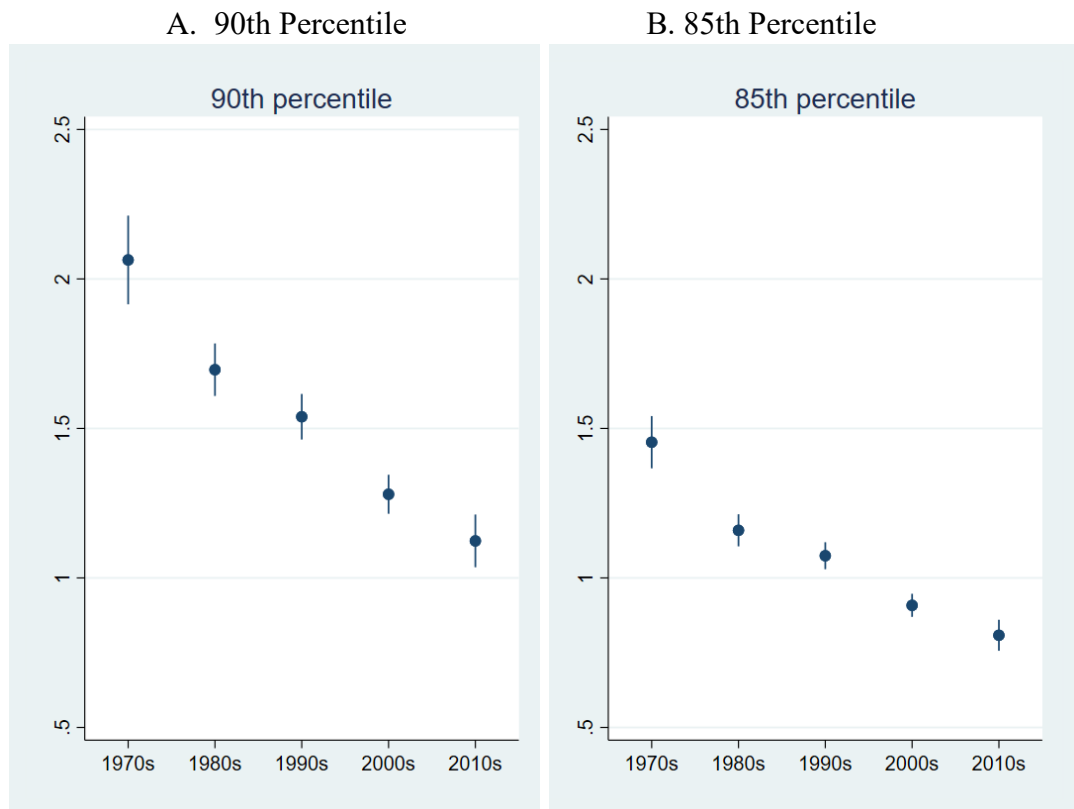 A. 90th Percentile
B. 85th Percentile
90th percentile
2.5
2
1.5
1
.5
1970s 1980s 1990s 2000s 2010s
85th percentile
2.5
2
1.5
1
.5
1970s 1980s 1990s 2000s 2010s